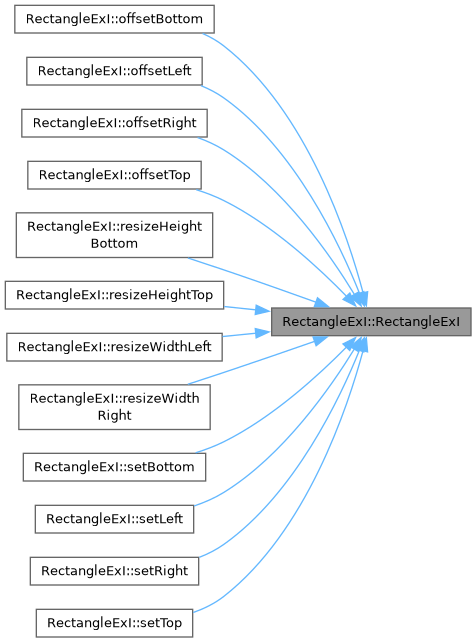 RectangleExI::offsetBottom
RectangleExI::offsetLeft
RectangleExI::offsetRight
RectangleExI::offsetTop
RectangleExI::resizeHeight
Bottom
RectangleExI::resizeHeightTop
RectangleExI::RectangleExI
RectangleExI::resizeWidthLeft
RectangleExI::resizeWidth
Right
RectangleExI::setBottom
RectangleExI::setLeft
RectangleExI::setRight
RectangleExI::setTop